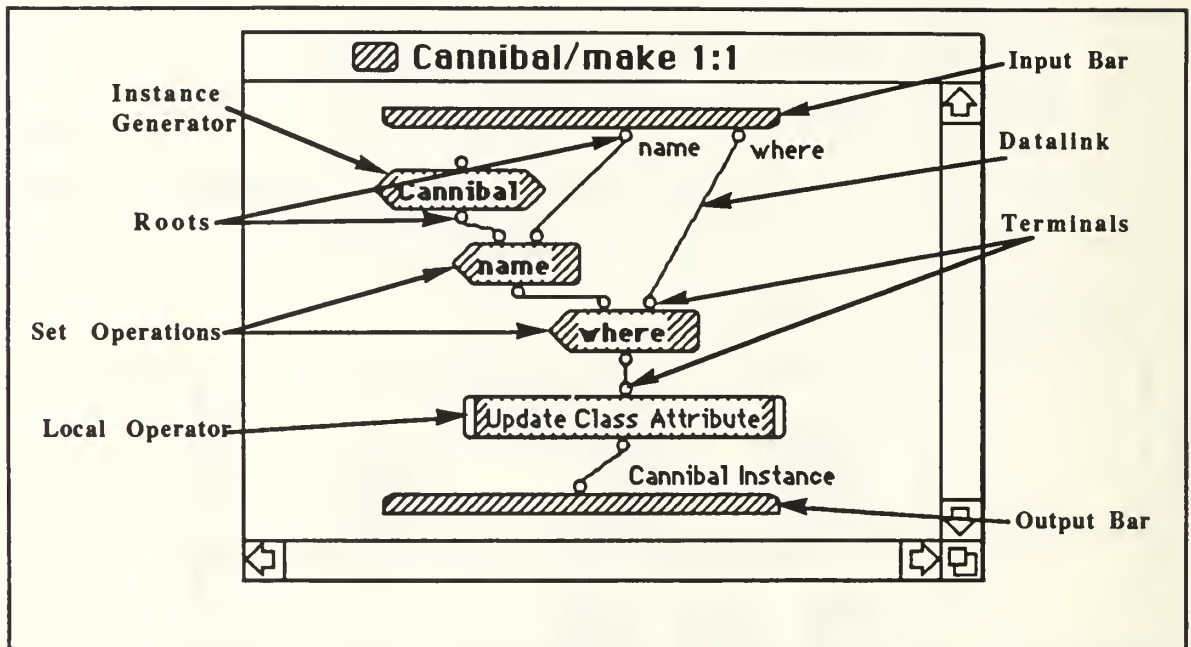 Cannibal/make 1:1
Input Bar
Instance
Generator
name
where
Datalink
Cannibal
Roots
Terminals
name
Set Operations
where
Local Operator
Update Class Attribute
Cannibal Instance
Output Bar